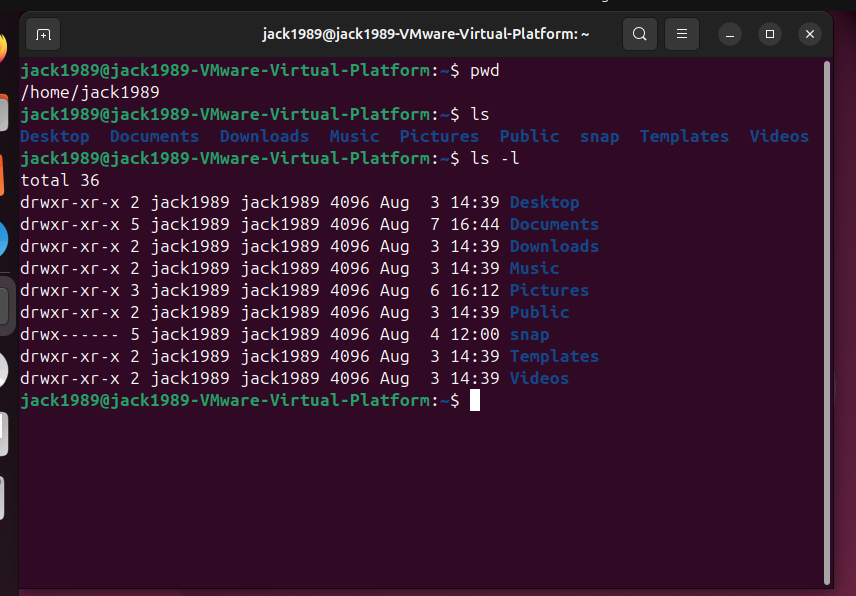 jack1989@jack1989-VMware-Virtual-Platform: ~
jack1989@jack1989-VMware-Virtual-Platform:~$ pwd
/home/jack1989
jack1989@jack1989-VMware-Virtual-Platform:~$ ls
Desktop  Documents  Downloads  Music  Pictures  Public  snap  Templates  Videos
jack1989@jack1989-VMware-Virtual-Platform:~$ ls -l
total 36
drwxr-xr-x 2 jack1989 jack1989 4096 Aug  3 14:39 Desktop
drwxr-xr-x 5 jack1989 jack1989 4096 Aug  7 16:44 Documents
drwxr-xr-x 2 jack1989 jack1989 4096 Aug  3 14:39 Downloads
drwxr-xr-x 2 jack1989 jack1989 4096 Aug  3 14:39 Music
drwxr-xr-x 3 jack1989 jack1989 4096 Aug  6 16:12 Pictures
drwxr-xr-x 2 jack1989 jack1989 4096 Aug  3 14:39 Public
drwx------ 5 jack1989 jack1989 4096 Aug  4 12:00 snap
drwxr-xr-x 2 jack1989 jack1989 4096 Aug  3 14:39 Templates
drwxr-xr-x 2 jack1989 jack1989 4096 Aug  3 14:39 Videos
jack1989@jack1989-VMware-Virtual-Platform:~$